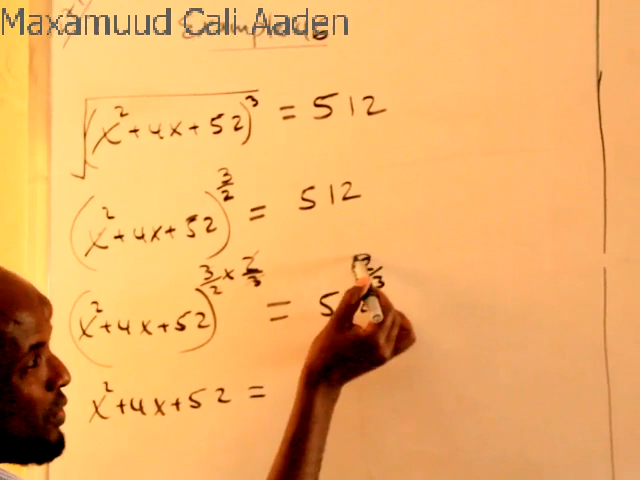 Maxamuud Cali Aaden
√(x²+4x+52)³ = 512
(x²+4x+52)^(3/2) = 512
(x²+4x+52)^(3/2 × 2/3) = 5
x²+4x+52 =